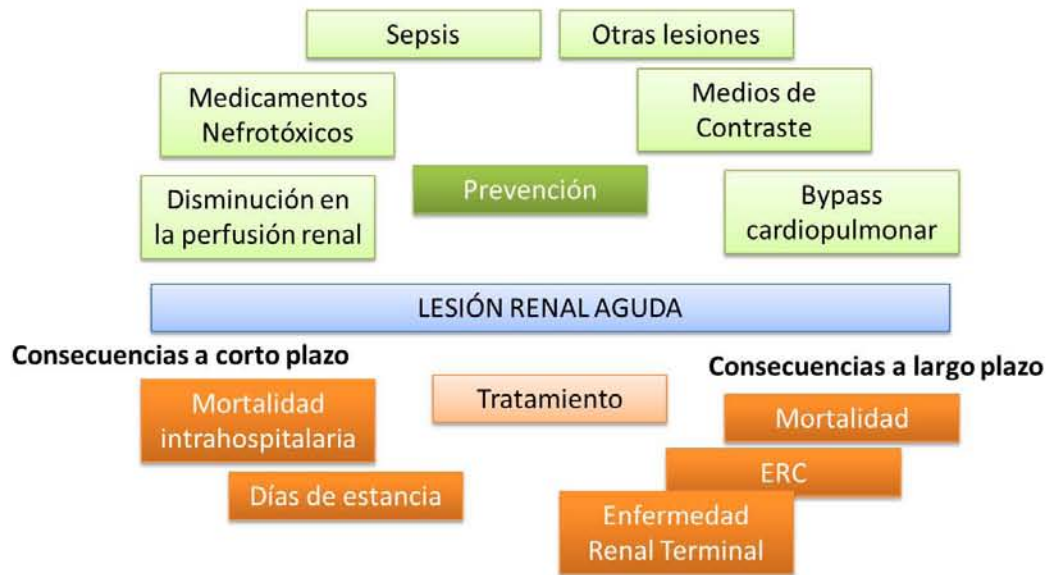 Sepsis
Otras lesiones
Medicamentos
Nefrotóxicos
Medios de
Contraste
Prevención
Disminución en
la perfusión renal
Bypass
cardiopulmonar
LESIÓN RENAL AGUDA
Consecuencias a corto plazo
Consecuencias a largo plazo
Mortalidad
intrahospitalaria
Tratamiento
Mortalidad
Días de estancia
ERC
Enfermedad
Renal Terminal